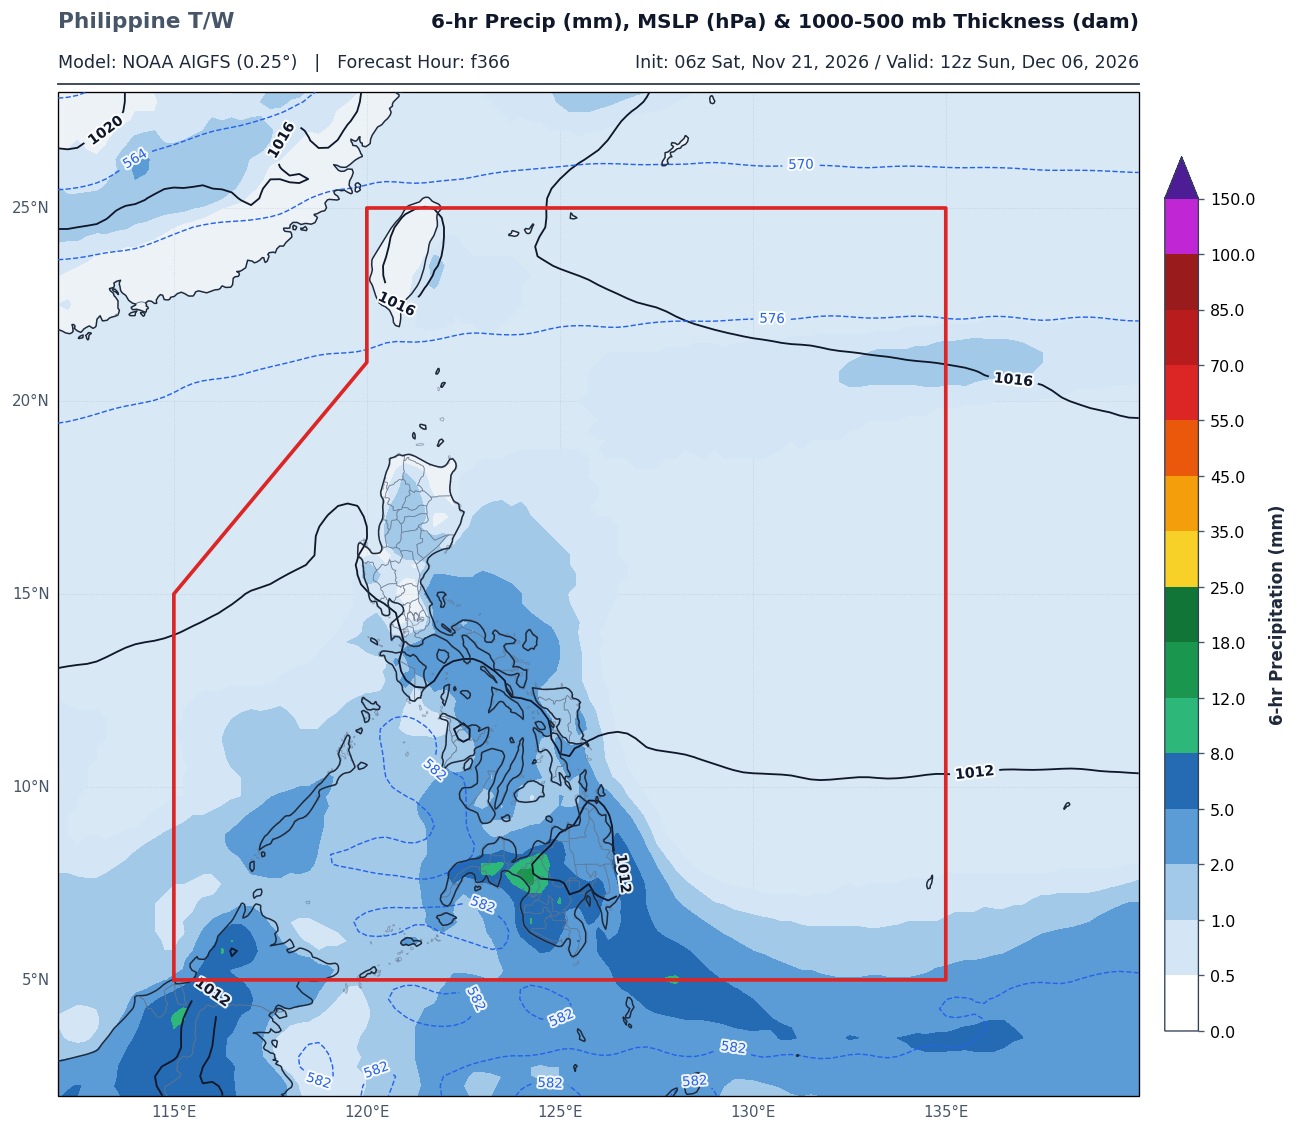 Philippine T/W
6-hr Precip (mm), MSLP (hPa) & 1000-500 mb Thickness (dam)
Model: NOAA AIGFS (0.25°) | Forecast Hour: f366
Init: 06z Sat, Nov 21, 2026 / Valid: 12z Sun, Dec 06, 2026
1020
1016
564
570
25°N
1016
576
1016
20°N
15°N
582
1012
10°N
1012
582
5°N
1012
582
582
582
582
582
582
582
115°E
120°E
125°E
130°E
135°E
150.0
100.0
85.0
70.0
55.0
45.0
35.0
25.0
18.0
12.0
8.0
5.0
2.0
1.0
0.5
0.0
6-hr Precipitation (mm)